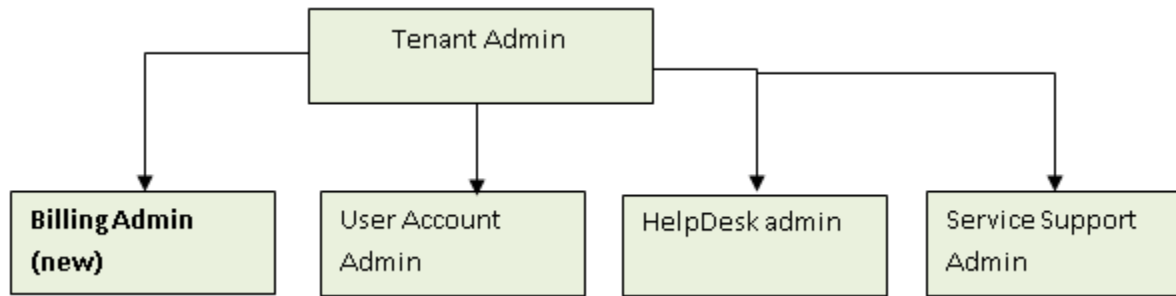 Tenant Admin
Billing Admin
(new)
User Account
Admin
HelpDesk admin
Service Support
Admin